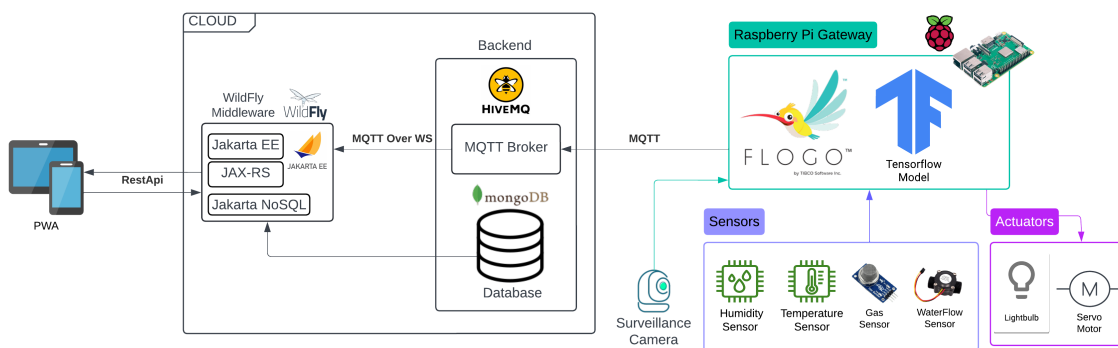 CLOUD
Backend
HIVEMQ
MQTT Broker
mongoDB
Database
WildFly
Middleware
WildFly
Jakarta EE
JAX-RS
Jakarta NoSQL
JAKARTA EE
MQTT Over WS
MQTT
RestApi
PWA
Raspberry Pi Gateway
FLOGO™
by TIBCO Software Inc.
Tensorflow
Model
Sensors
Humidity
Sensor
Temperature
Sensor
Gas
Sensor
WaterFlow
Sensor
Surveillance
Camera
Actuators
Lightbulb
M
Servo
Motor